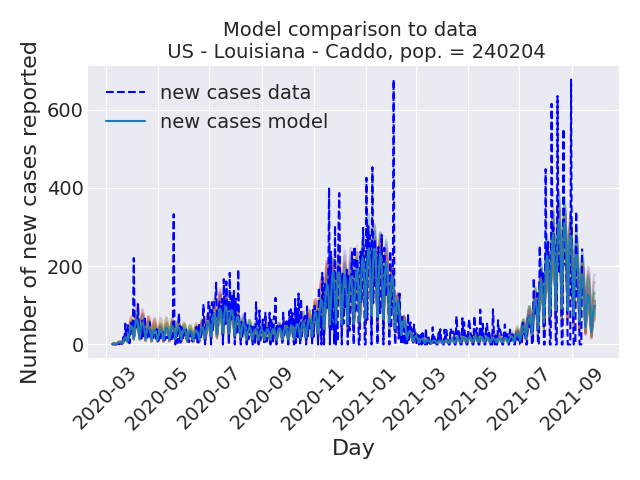 Model comparison to data
US - Louisiana - Caddo, pop. = 240204
Number of new cases reported
600
400
200
0
new cases data
new cases model
2020-03
2020-05
2020-07
2020-09
2020-11
2021-01
2021-03
2021-05
2021-07
2021-09
Day